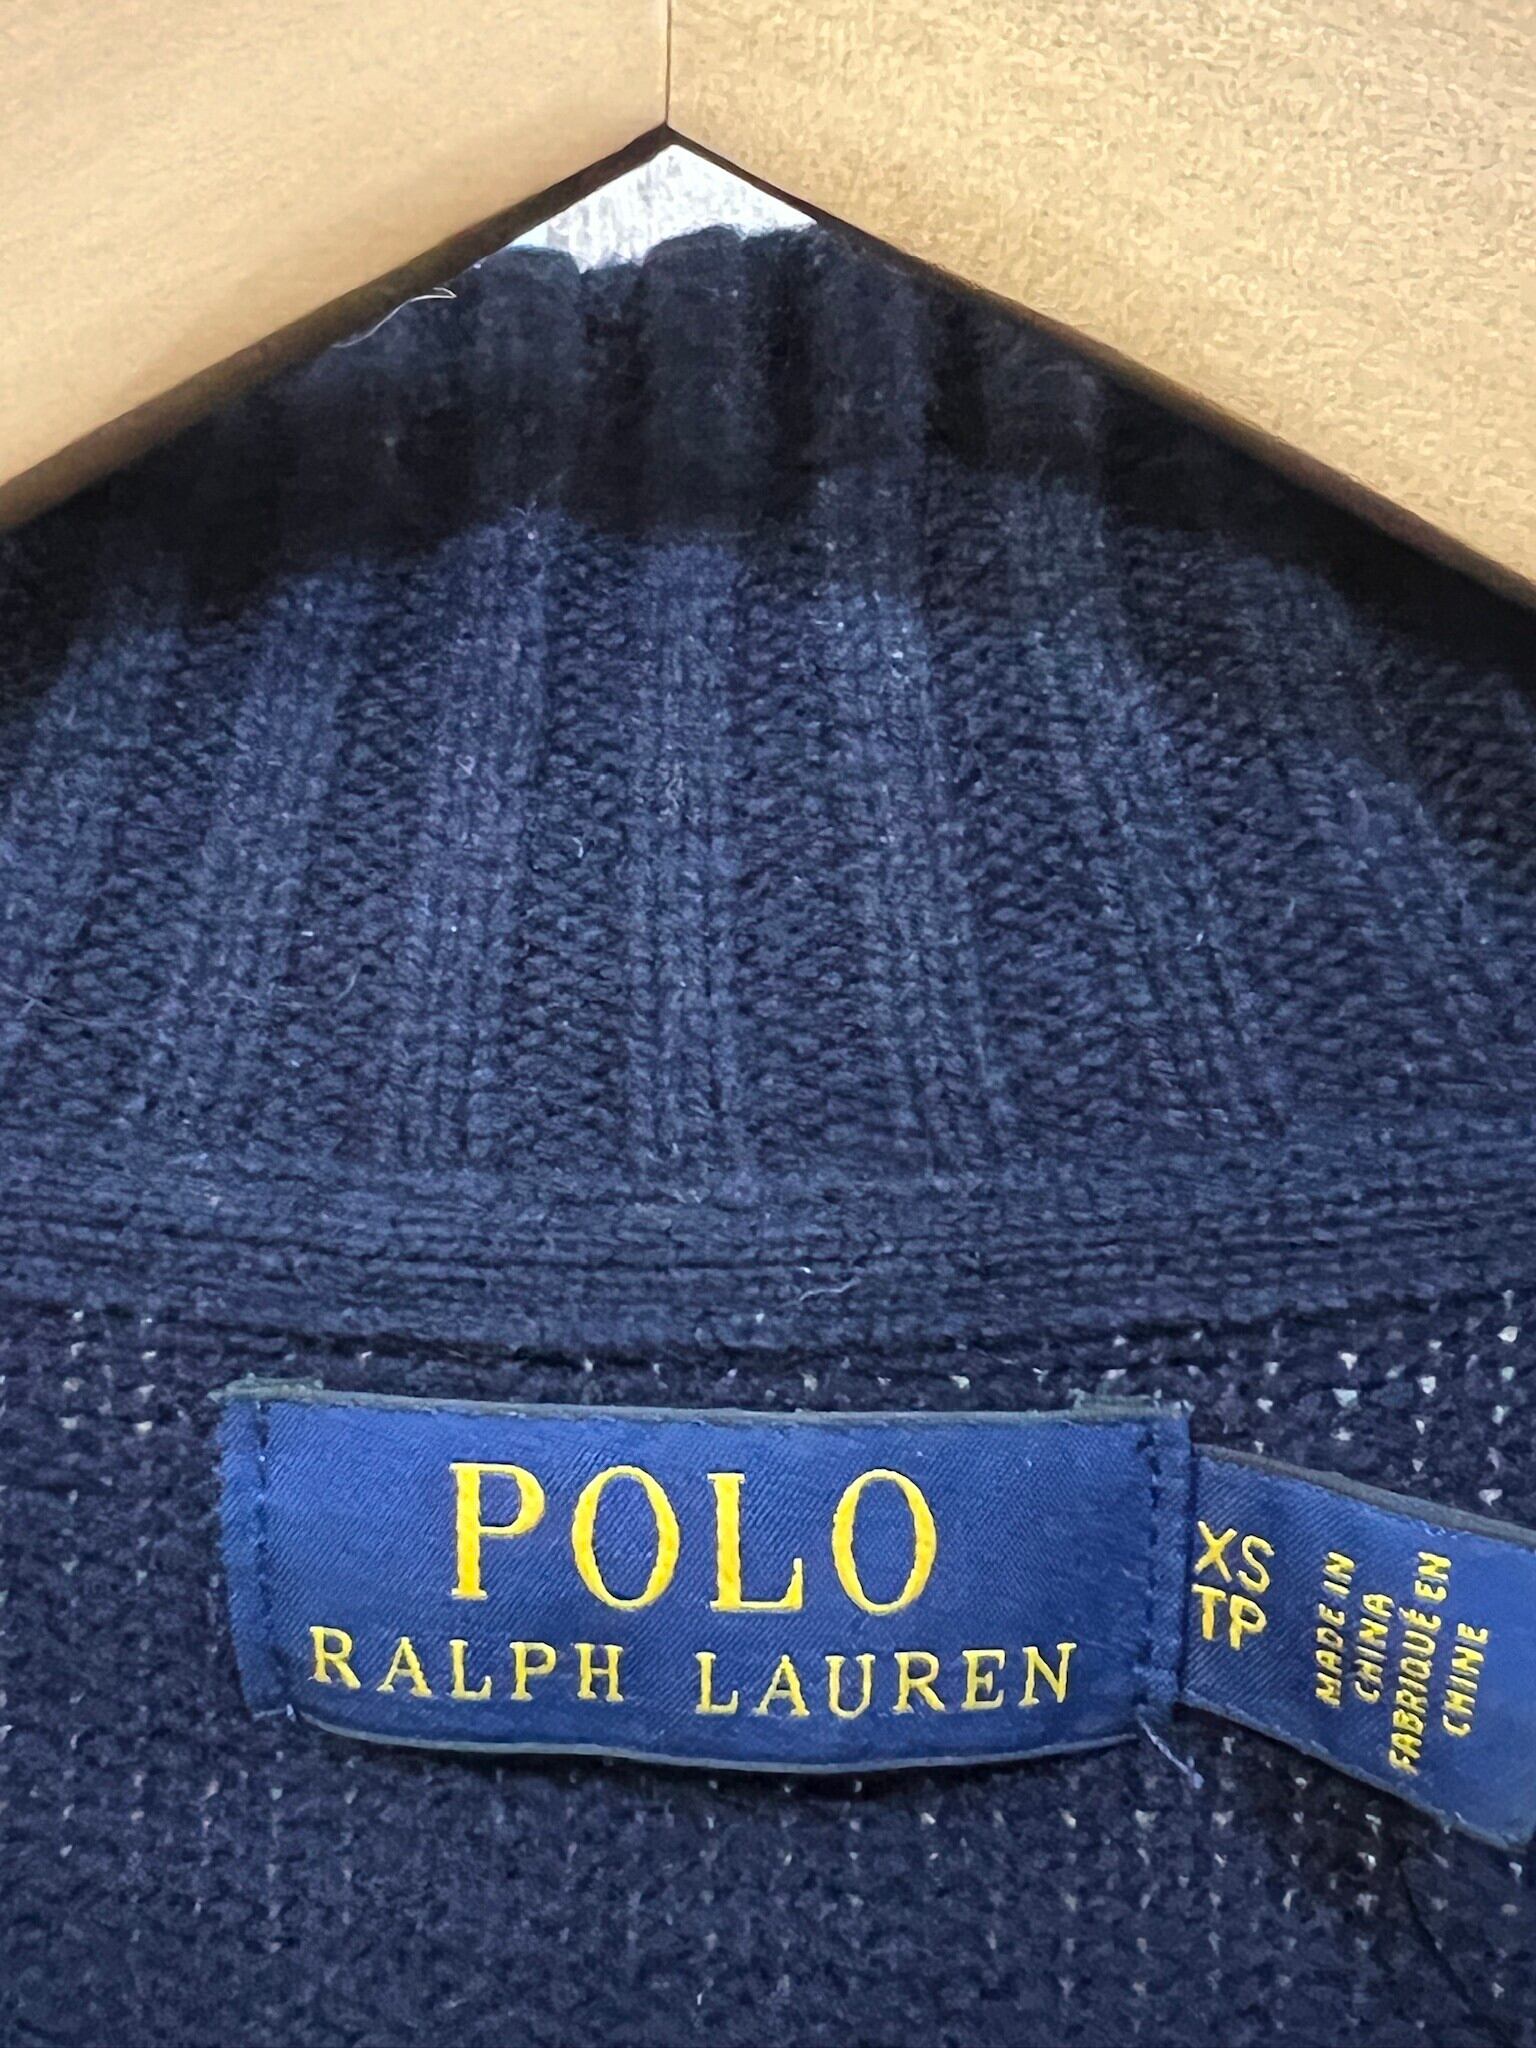 POLO
RALPH LAUREN
XS
TP
MADE IN
CHINA
FABRIQUÉ EN
CHINE